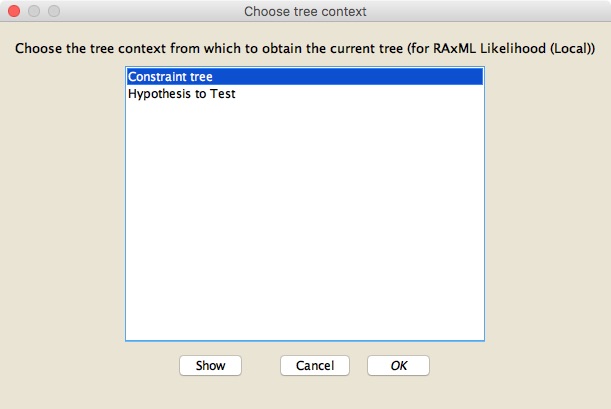 Choose tree context
Choose the tree context from which to obtain the current tree (for RAxML Likelihood (Local))
Constraint tree
Hypothesis to Test
Show Cancel OK